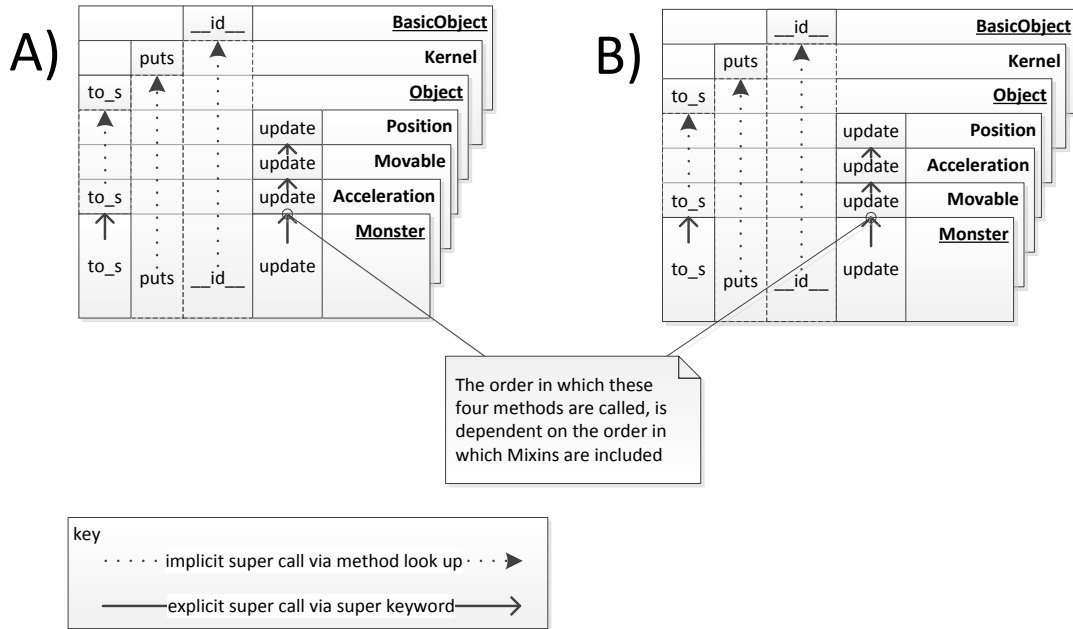 A)
__id__ BasicObject
puts Kernel
to_s Object
update Position
update Movable
to_s update Acceleration
Monster
to_s puts __id__ update
B)
__id__ BasicObject
puts Kernel
to_s Object
update Position
update Acceleration
to_s update Movable
Monster
to_s puts __id__ update
The order in which these
four methods are called, is
dependent on the order in
which Mixins are included
key
implicit super call via method look up
explicit super call via super keyword